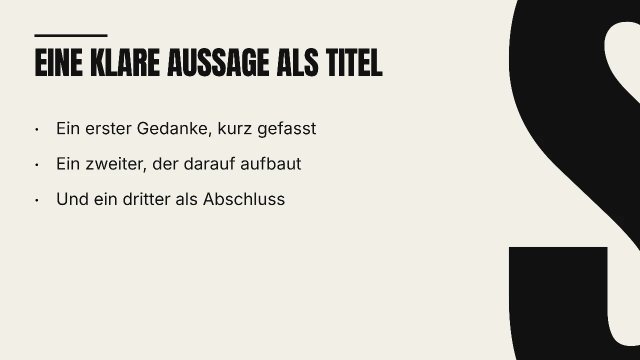 EINE KLARE AUSSAGE ALS TITEL
· Ein erster Gedanke, kurz gefasst
· Ein zweiter, der darauf aufbaut
· Und ein dritter als Abschluss
S